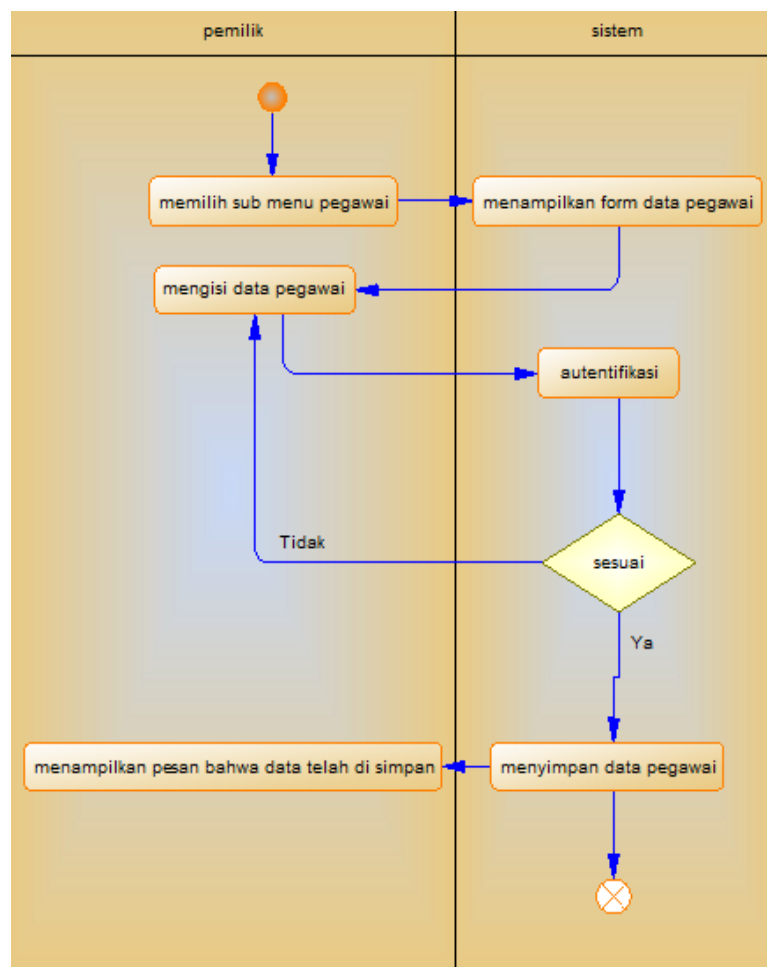 pemilik
sistem
memilih sub menu pegawai
menampilkan form data pegawai
mengisi data pegawai
autentifikasi
Tidak
sesuai
Ya
menampilkan pesan bahwa data telah di simpan
menyimpan data pegawai